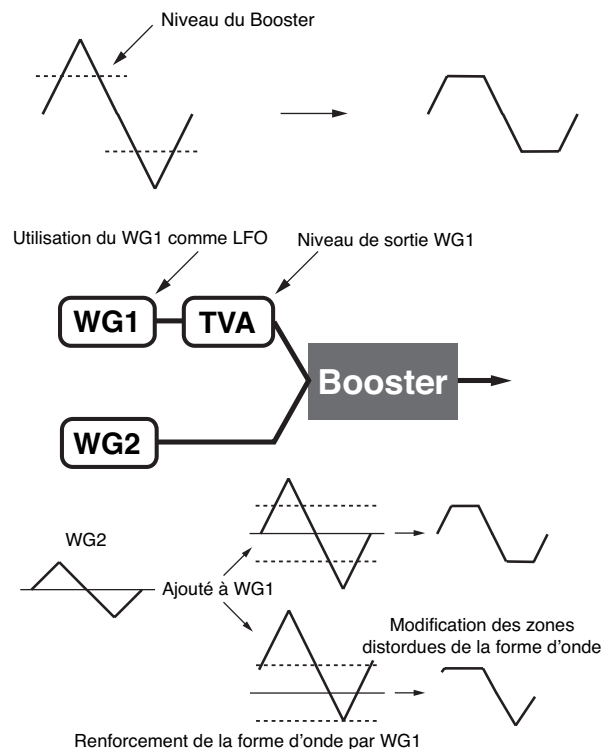 Niveau du Booster
Utilisation du WG1 comme LFO
Niveau de sortie WG1
WG1
TVA
Booster
WG2
WG2
Ajouté à WG1
Modification des zones
distordues de la forme d'onde
Renforcement de la forme d'onde par WG1